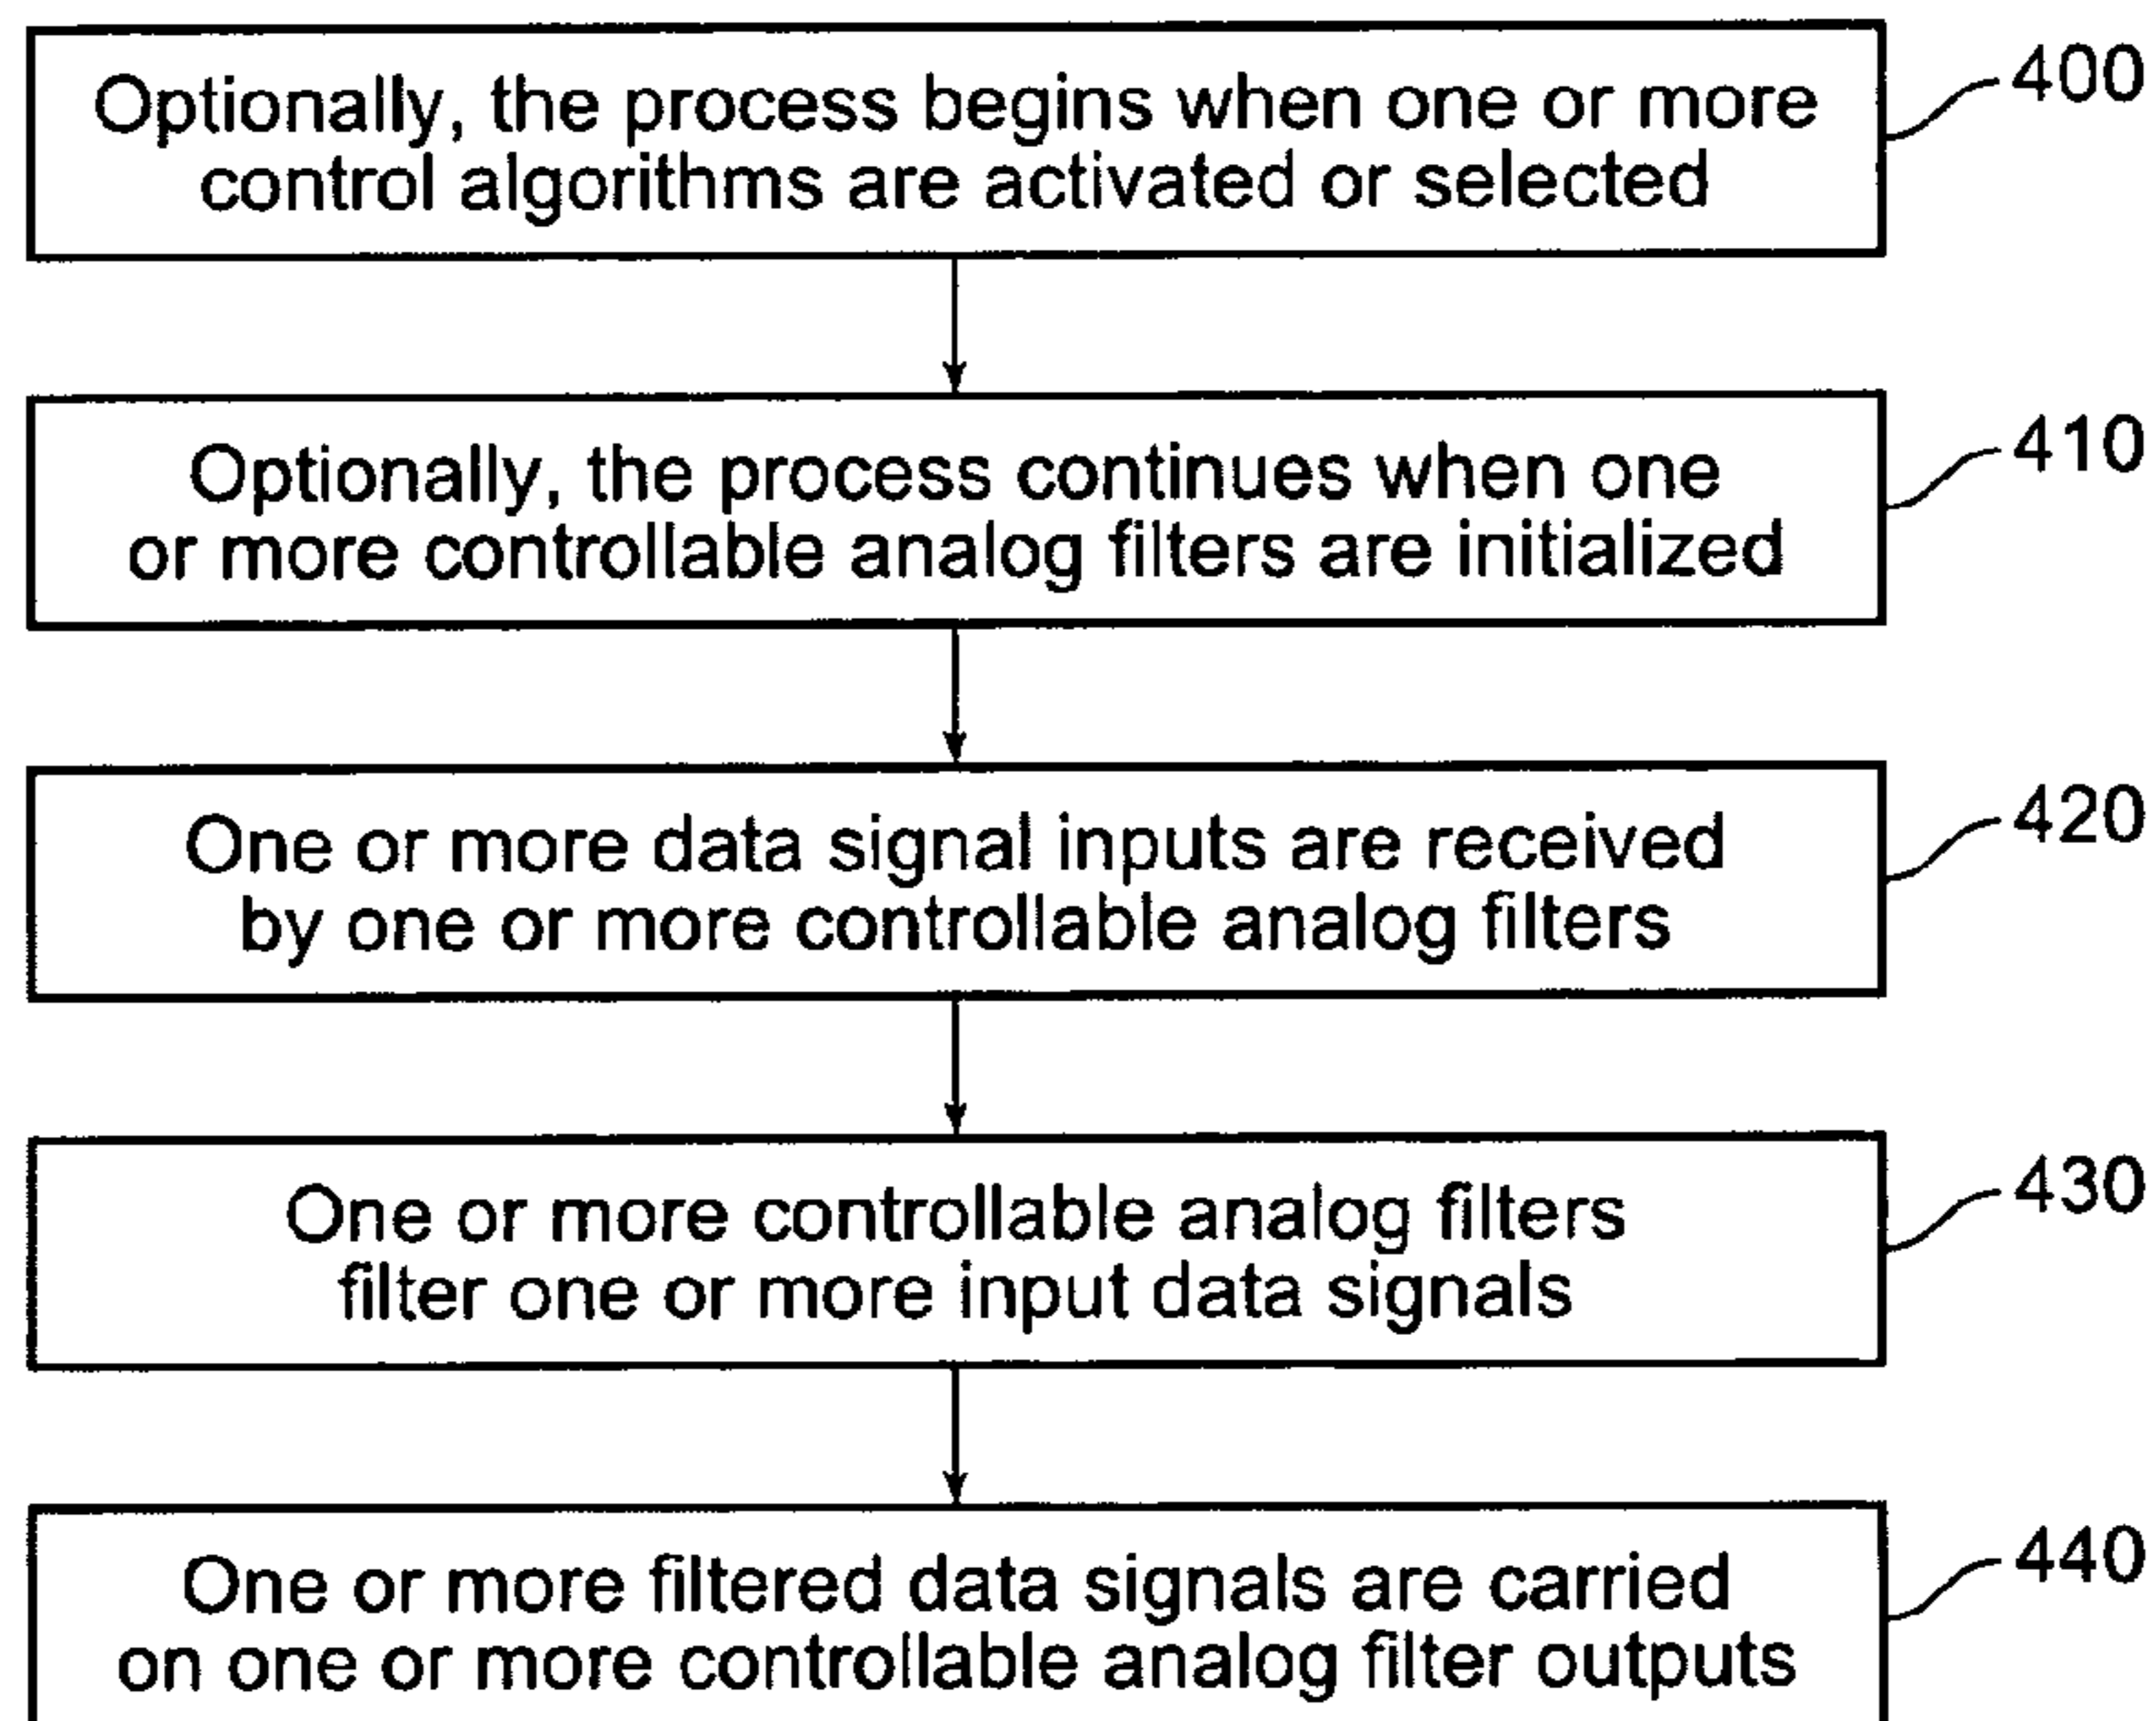 Optionally, the process begins when one or more
control algorithms are activated or selected
400
Optionally, the process continues when one
or more controllable analog filters are initialized
410
One or more data signal inputs are received
by one or more controllable analog filters
420
One or more controllable analog filters
filter one or more input data signals
430
One or more filtered data signals are carried
on one or more controllable analog filter outputs
440